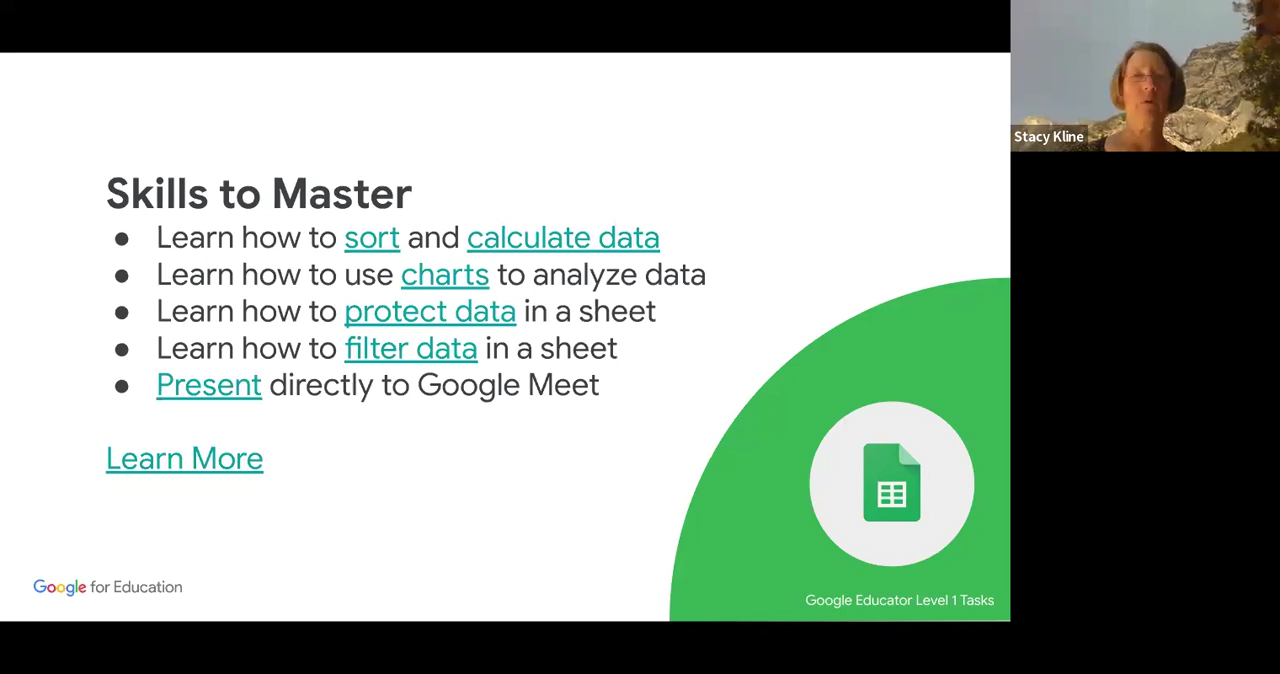 Skills to Master
● Learn how to sort and calculate data
● Learn how to use charts to analyze data
● Learn how to protect data in a sheet
● Learn how to filter data in a sheet
● Present directly to Google Meet
Learn More
Google for Education
Google Educator Level 1 Tasks
Stacy Kline